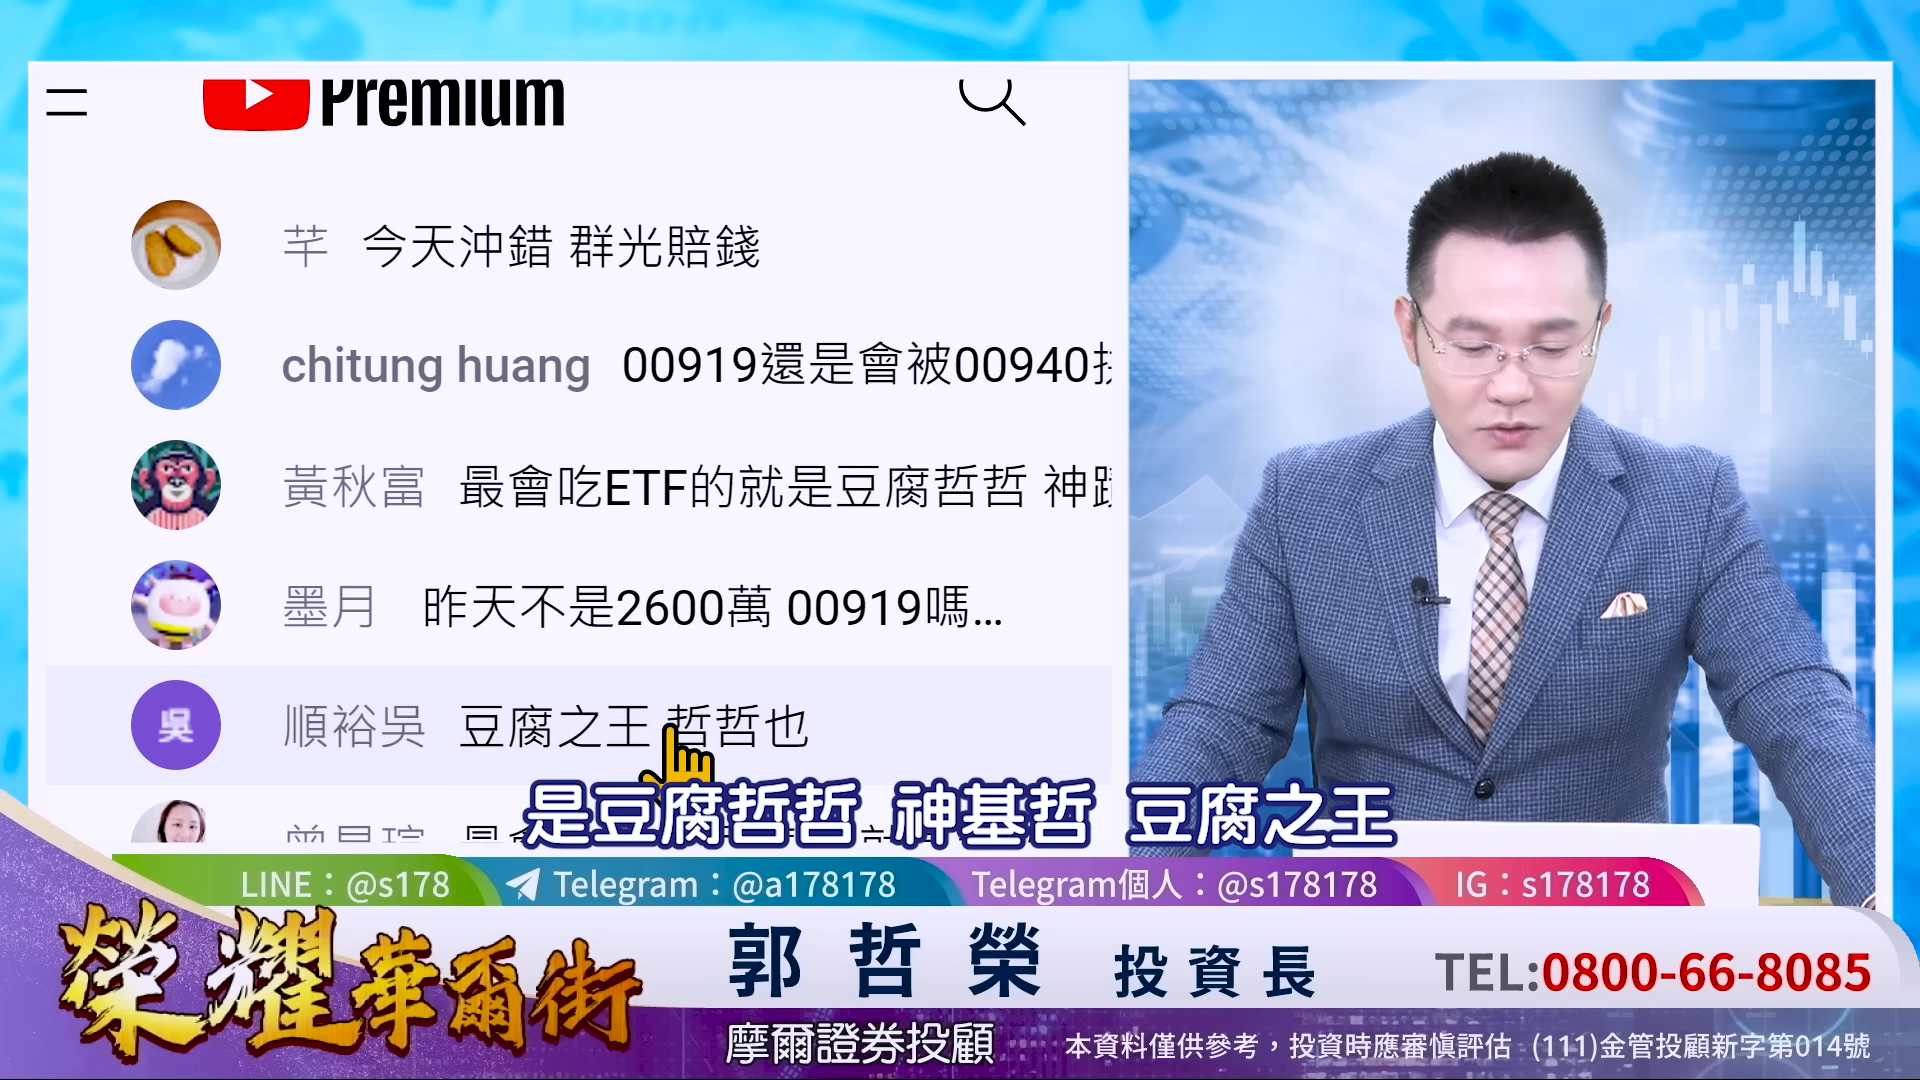 Premium
芊 今天沖錯 群光賠錢
chitung huang 00919還是會被00940
黃秋富 最會吃ETF的就是豆腐哲哲 神
墨月 昨天不是2600萬 00919嗎...
吳 順裕吳 豆腐之王 哲哲也
是豆腐哲哲 神基哲 豆腐之王
LINE：@s178 Telegram：@a178178 Telegram個人：@s178178 IG：s178178
榮耀華爾街
郭哲榮 投資長 TEL:0800-66-8085
摩爾證券投顧 本資料僅供參考，投資時應審慎評估 (111)金管投顧新字第014號